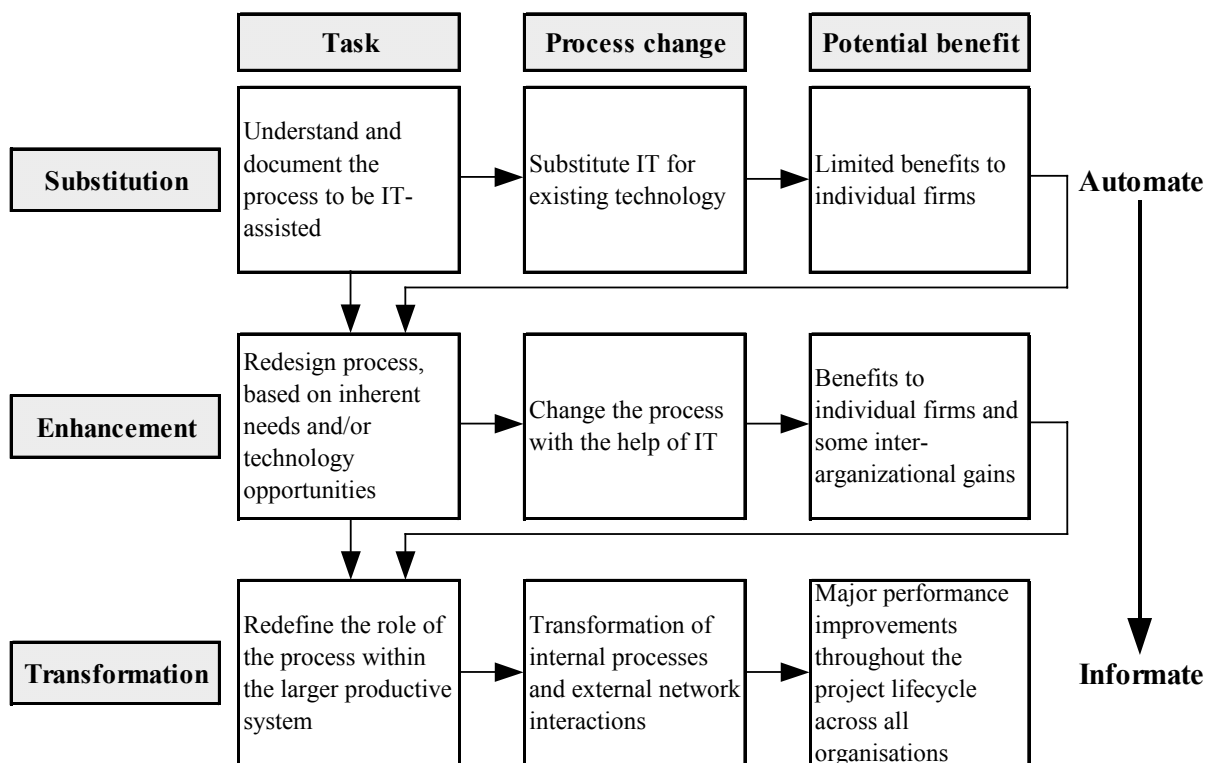 Task
Process change
Potential benefit
Substitution
Understand and
document the
process to be IT-
assisted
Substitute IT for
existing technology
Limited benefits to
individual firms
Automate
Enhancement
Redesign process,
based on inherent
needs and/or
technology
opportunities
Change the process
with the help of IT
Benefits to
individual firms and
some inter-
arganizational gains
Transformation
Redefine the role of
the process within
the larger productive
system
Transformation of
internal processes
and external network
interactions
Major performance
improvements
throughout the
project lifecycle
across all
organisations
Informate